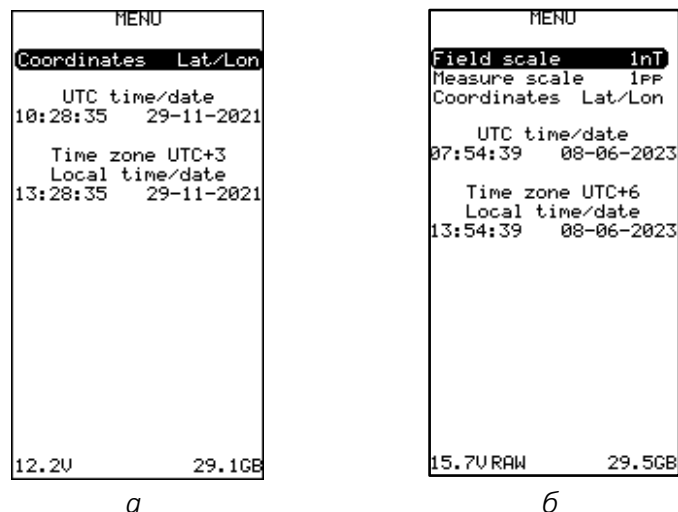 MENU
Coordinates Lat/Lon
UTC time/date
10:28:35 29-11-2021
Time zone UTC+3
Local time/date
13:28:35 29-11-2021
12.2V 29.1GB
а
MENU
Field scale 1nT
Measure scale 1PP
Coordinates Lat/Lon
UTC time/date
07:54:39 08-06-2023
Time zone UTC+6
Local time/date
13:54:39 08-06-2023
15.7V RAW 29.5GB
б